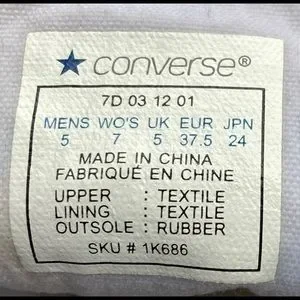 converse®
7D 03 12 01
MENS WO'S UK EUR JPN
5 7 5 37.5 24
MADE IN CHINA
FABRIQUÉ EN CHINE
UPPER : TEXTILE
LINING : TEXTILE
OUTSOLE : RUBBER
SKU # 1K686